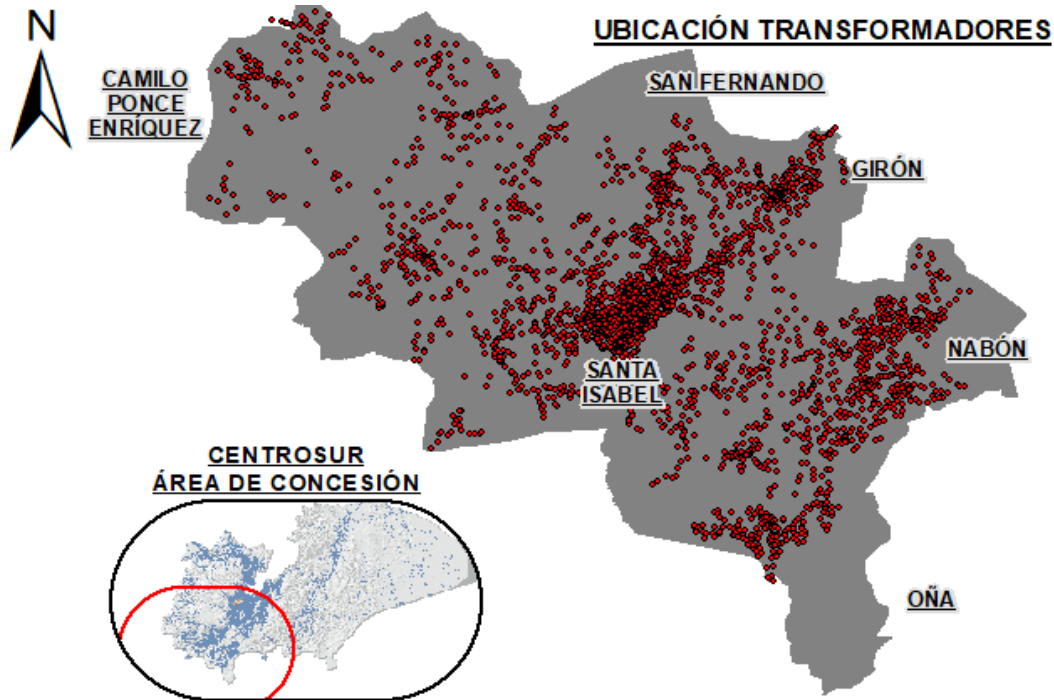 N
UBICACIÓN TRANSFORMADORES
CAMILO
PONCE
ENRÍQUEZ
SAN FERNANDO
GIRÓN
NABÓN
SANTA
ISABEL
CENTROSUR
ÁREA DE CONCESIÓN
OÑA